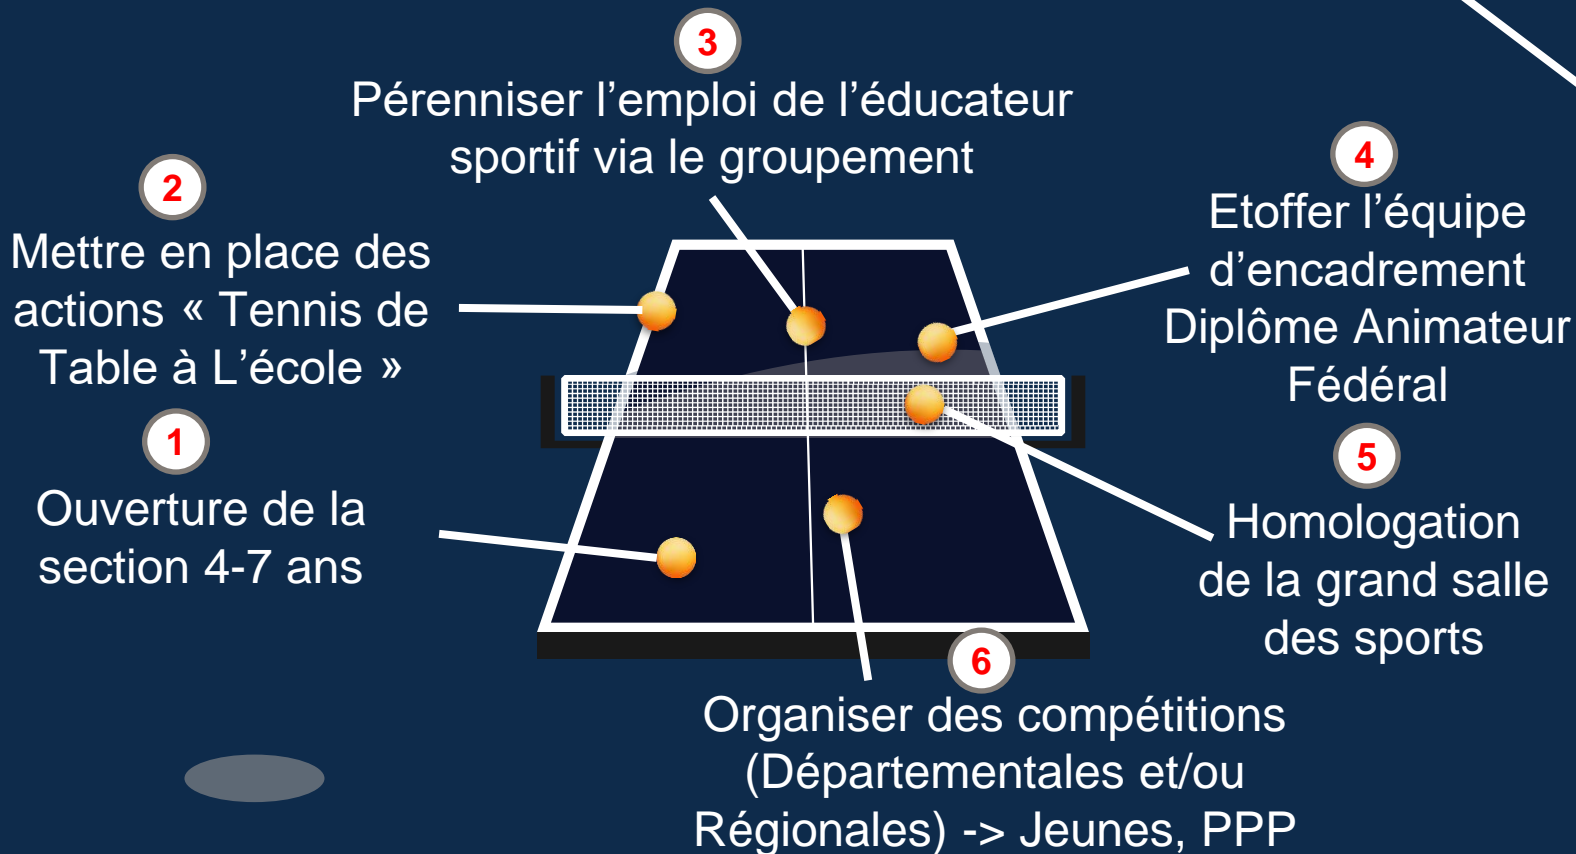 3
Pérenniser l’emploi de l’éducateur
sportif via le groupement
2
Mettre en place des
actions « Tennis de
Table à L’école »
1
Ouverture de la
section 4-7 ans
4
Etoffer l’équipe
d’encadrement
Diplôme Animateur
Fédéral
5
Homologation
de la grand salle
des sports
6
Organiser des compétitions
(Départementales et/ou
Régionales) -> Jeunes, PPP